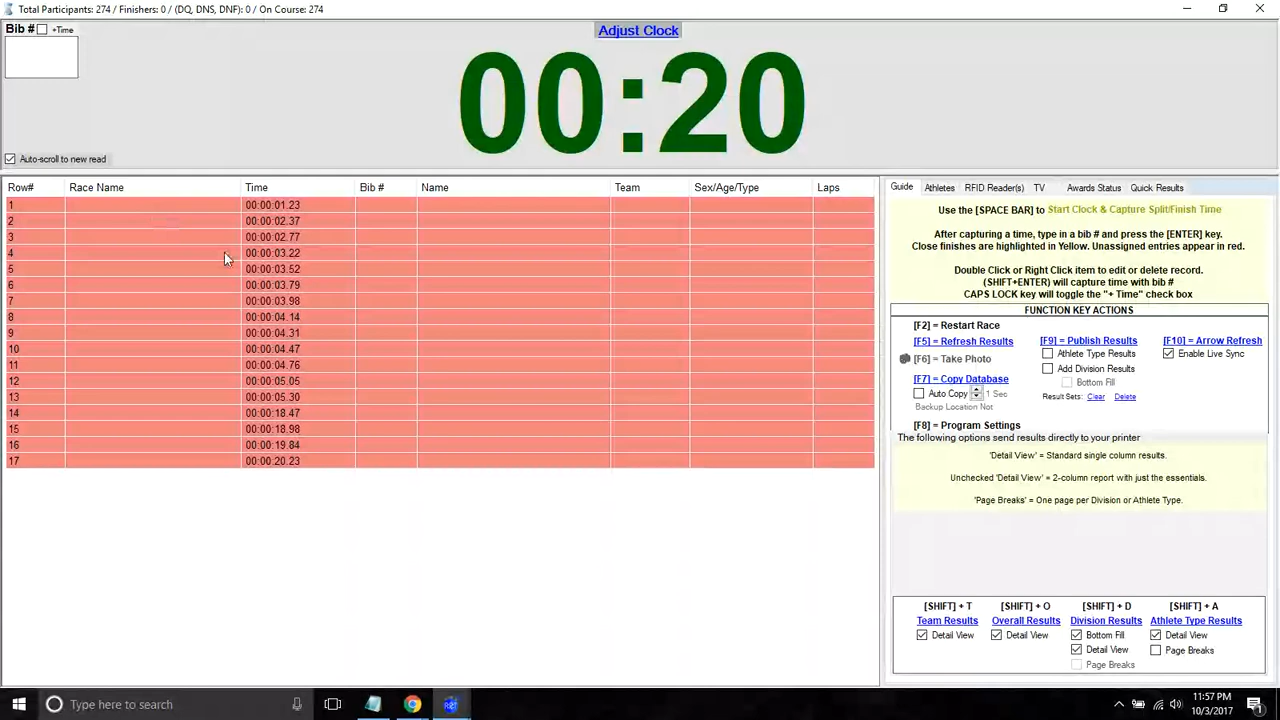 Total Participants: 274 / Finishers: 0 / (DQ, DNS, DNF): 0 / On Course: 274
Bib # +Time
Adjust Clock
00:20
Auto-scroll to new read
Row# Race Name Time Bib # Name Team Sex/Age/Type Laps
1 00:00:01.23
2 00:00:02.37
3 00:00:02.77
4 00:00:03.22
5 00:00:03.52
6 00:00:03.79
7 00:00:03.98
8 00:00:04.14
9 00:00:04.31
10 00:00:04.47
11 00:00:04.76
12 00:00:05.05
13 00:00:05.30
14 00:00:18.47
15 00:00:18.98
16 00:00:19.84
17 00:00:20.23
Guide Athletes RFID Reader(s) TV Awards Status Quick Results
Use the [SPACE BAR] to Start Clock & Capture Split/Finish Time
After capturing a time, type in a bib # and press the [ENTER] key.
Close finishes are highlighted in Yellow. Unassigned entries appear in red.
Double Click or Right Click item to edit or delete record.
(SHIFT+ENTER) will capture time with bib #
CAPS LOCK key will toggle the "+ Time" check box
FUNCTION KEY ACTIONS
[F2] = Restart Race
[F5] = Refresh Results [F9] = Publish Results [F10] = Arrow Refresh
[F6] = Take Photo Athlete Type Results Enable Live Sync
Add Division Results
[F7] = Copy Database Bottom Fill
Auto Copy 1 Sec Result Sets: Clear Delete
Backup Location Not
[F8] = Program Settings
The following options send results directly to your printer
'Detail View' = Standard single column results.
Unchecked 'Detail View' = 2-column report with just the essentials.
'Page Breaks' = One page per Division or Athlete Type.
[SHIFT] + T [SHIFT] + O [SHIFT] + D [SHIFT] + A
Team Results Overall Results Division Results Athlete Type Results
Detail View Detail View Bottom Fill Detail View
Detail View Page Breaks
Page Breaks
Type here to search
11:57 PM
10/3/2017